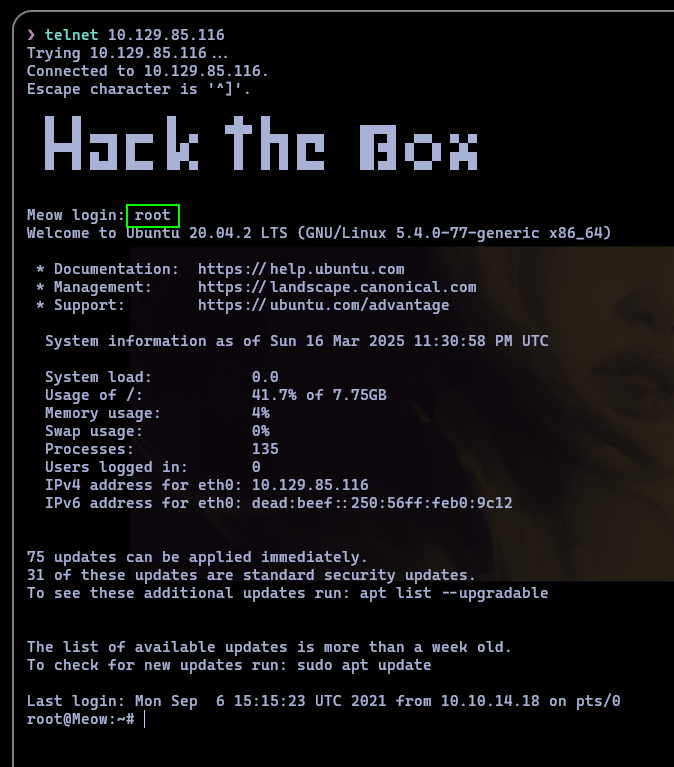 ❯ telnet 10.129.85.116
Trying 10.129.85.116...
Connected to 10.129.85.116.
Escape character is '^]'.
Hack the Box
Meow login: root
Welcome to Ubuntu 20.04.2 LTS (GNU/Linux 5.4.0-77-generic x86_64)
* Documentation:  https://help.ubuntu.com
* Management:     https://landscape.canonical.com
* Support:        https://ubuntu.com/advantage
System information as of Sun 16 Mar 2025 11:30:58 PM UTC
System load:           0.0
Usage of /:            41.7% of 7.75GB
Memory usage:          4%
Swap usage:            0%
Processes:             135
Users logged in:       0
IPv4 address for eth0: 10.129.85.116
IPv6 address for eth0: dead:beef::250:56ff:feb0:9c12
75 updates can be applied immediately.
31 of these updates are standard security updates.
To see these additional updates run: apt list --upgradable
The list of available updates is more than a week old.
To check for new updates run: sudo apt update
Last login: Mon Sep  6 15:15:23 UTC 2021 from 10.10.14.18 on pts/0
root@Meow:~#